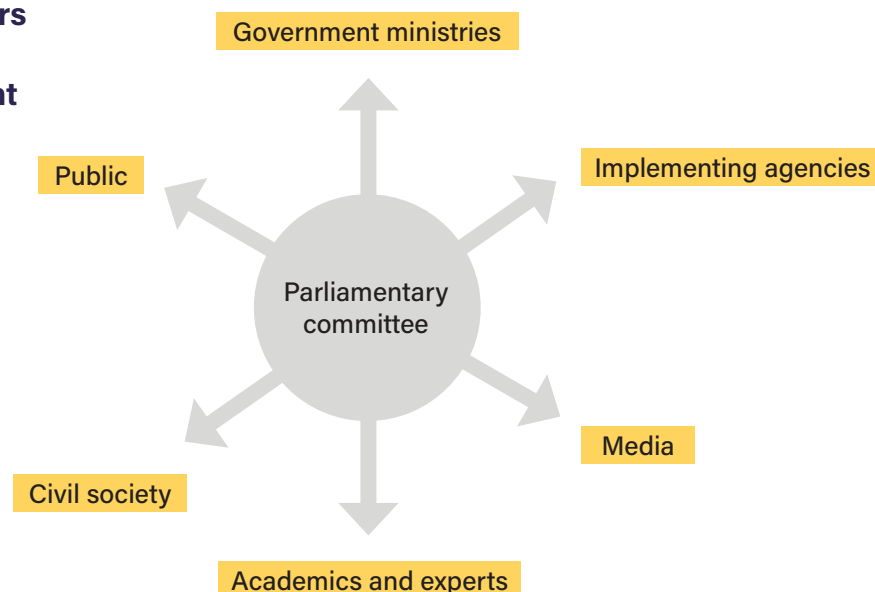 Government ministries
Public
Implementing agencies
Parliamentary
committee
Media
Civil society
Academics and experts